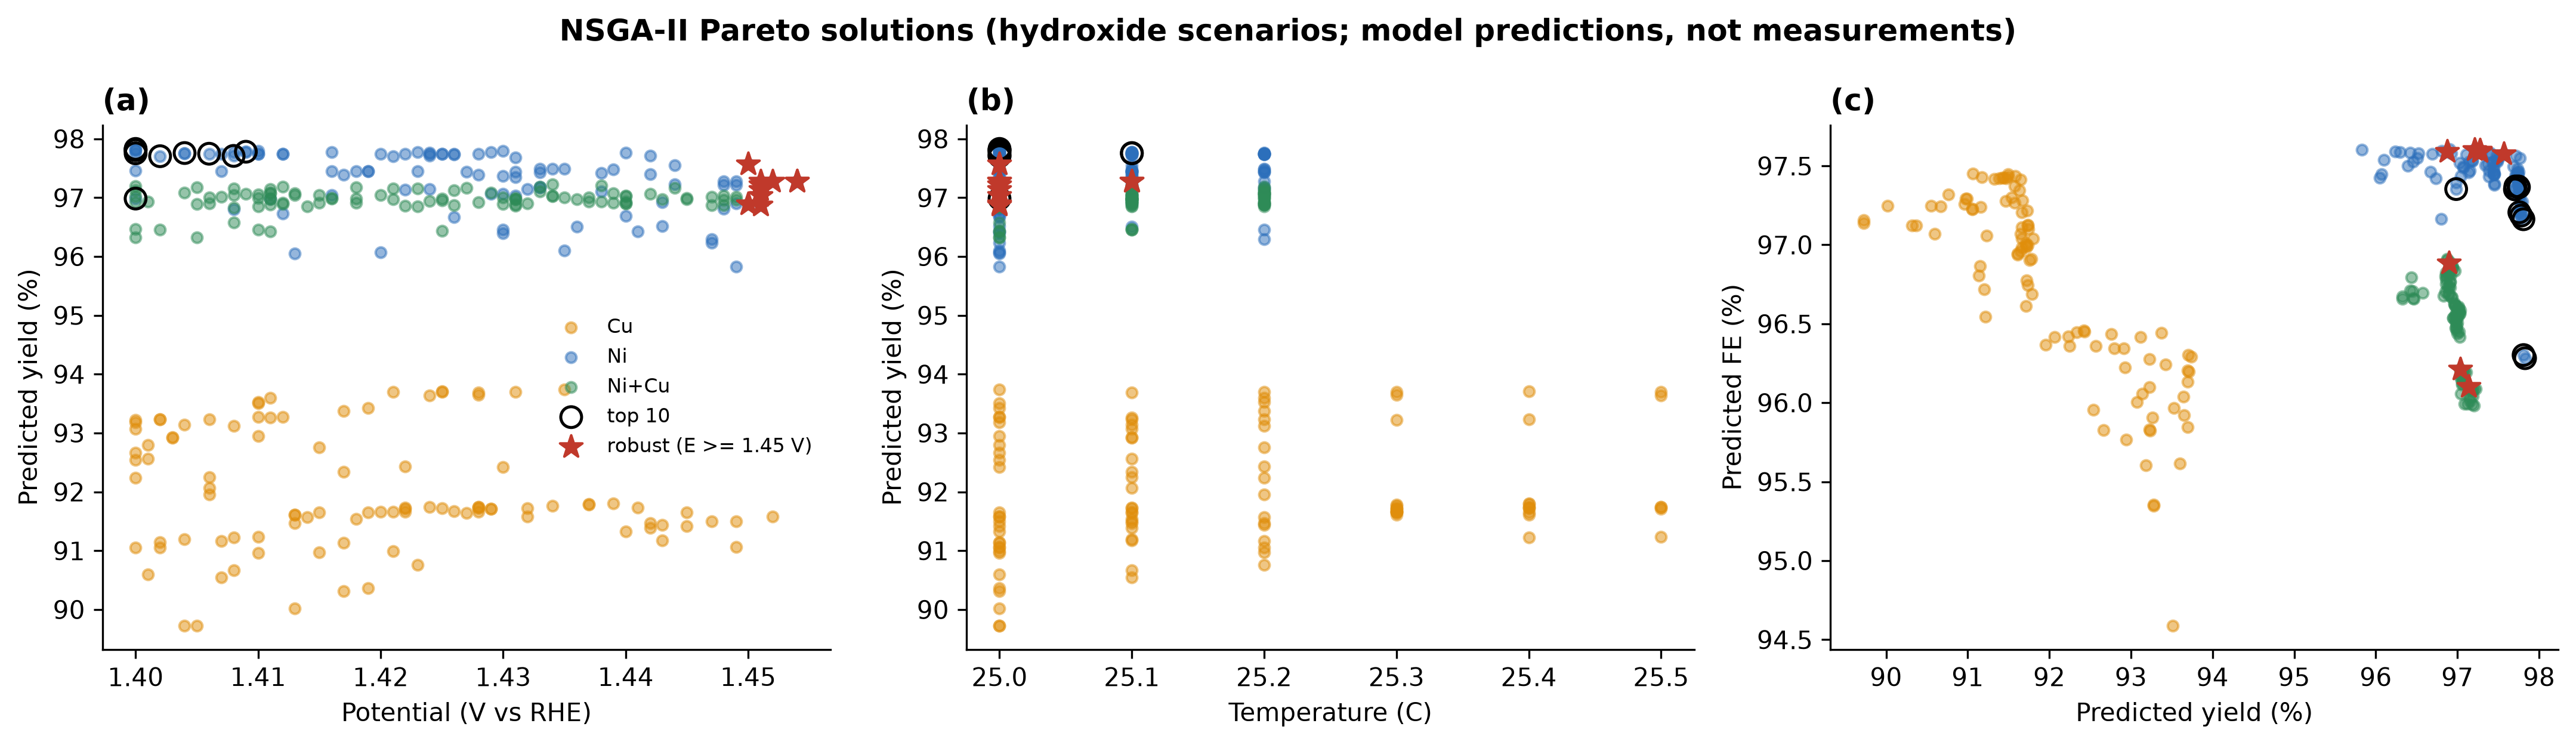 NSGA-II Pareto solutions (hydroxide scenarios; model predictions, not measurements)
(a)
98
97
96
95
94
93
92
91
90
Predicted yield (%)
1.40 1.41 1.42 1.43 1.44 1.45
Potential (V vs RHE)
Cu
Ni
Ni+Cu
top 10
robust (E >= 1.45 V)
(b)
98
97
96
95
94
93
92
91
90
Predicted yield (%)
25.0 25.1 25.2 25.3 25.4 25.5
Temperature (C)
(c)
97.5
97.0
96.5
96.0
95.5
95.0
94.5
Predicted FE (%)
90 91 92 93 94 95 96 97 98
Predicted yield (%)